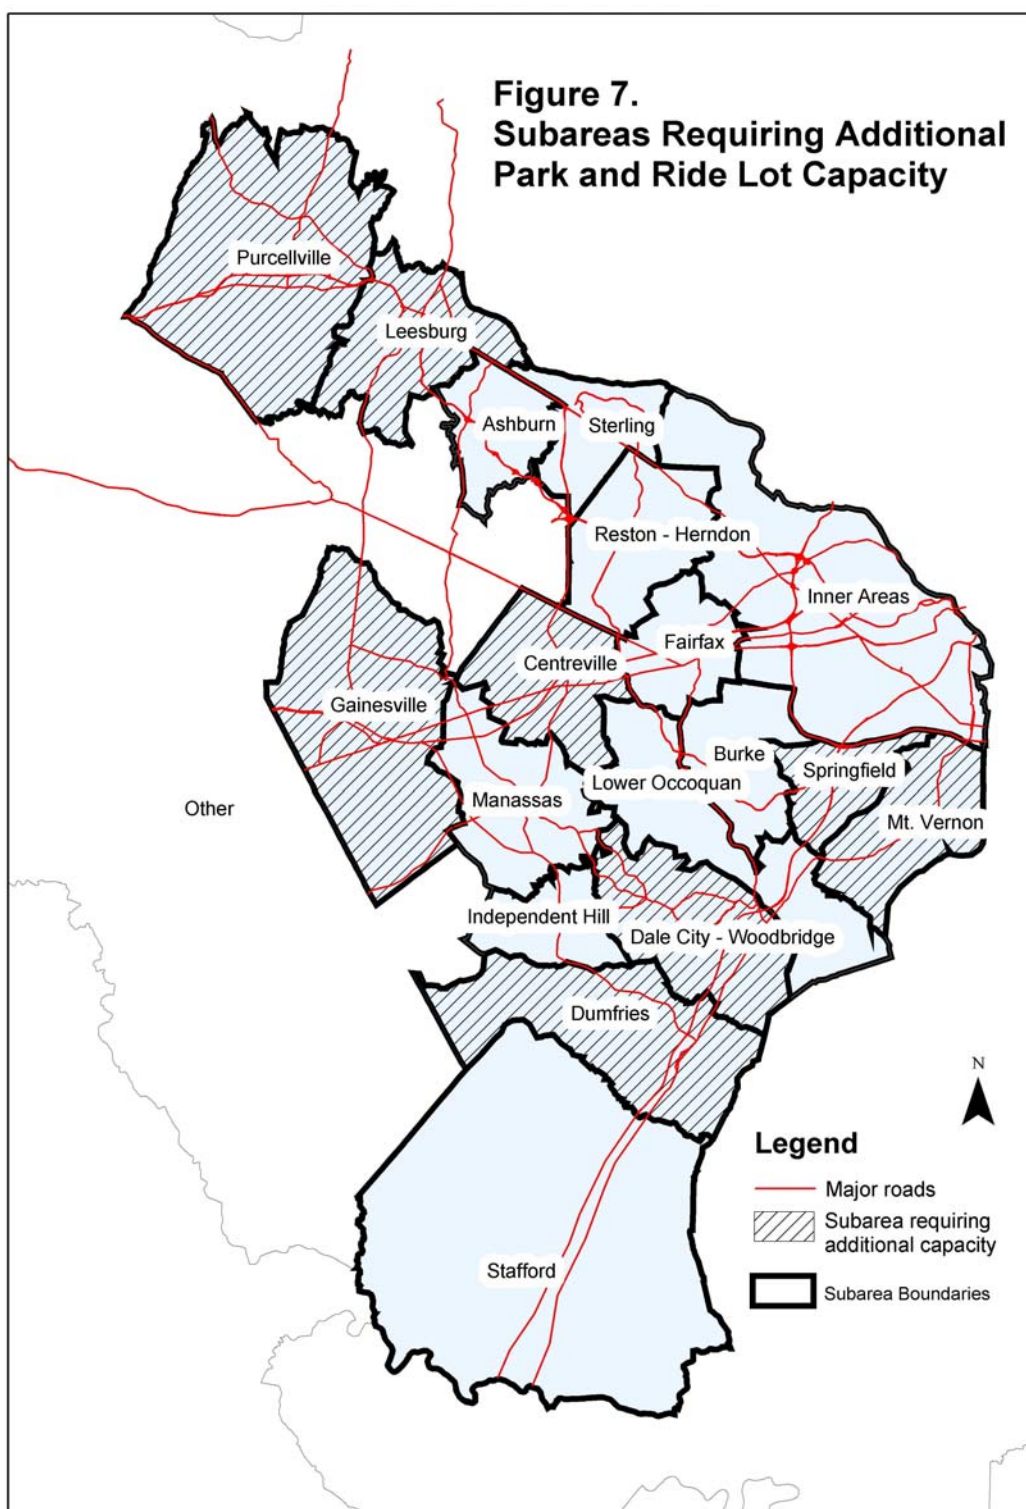 Figure 7.
Subareas Requiring Additional
Park and Ride Lot Capacity
Purcellville
Leesburg
Ashburn
Sterling
Reston - Herndon
Inner Areas
Fairfax
Centreville
Gainesville
Burke
Springfield
Lower Occoquan
Manassas
Other
Mt. Vernon
Independent Hill
Dale City - Woodbridge
Dumfries
N
Legend
Major roads
Subarea requiring
additional capacity
Subarea Boundaries
Stafford